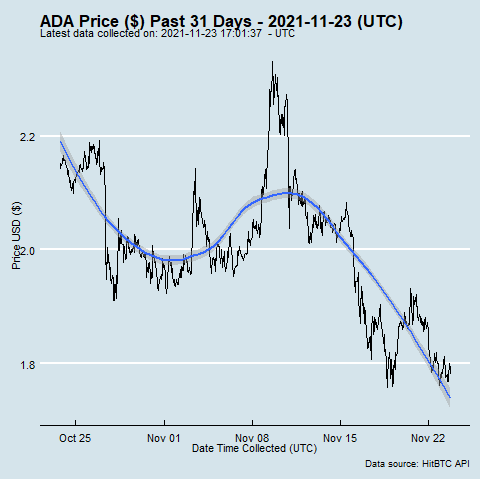 ADA Price ($) Past 31 Days - 2021-11-23 (UTC)
Latest data collected on: 2021-11-23 17:01:37 - UTC
2.2
2.0
1.8
Price USD ($)
Oct 25 Nov 01 Nov 08 Nov 15 Nov 22
Date Time Collected (UTC)
Data source: HitBTC API